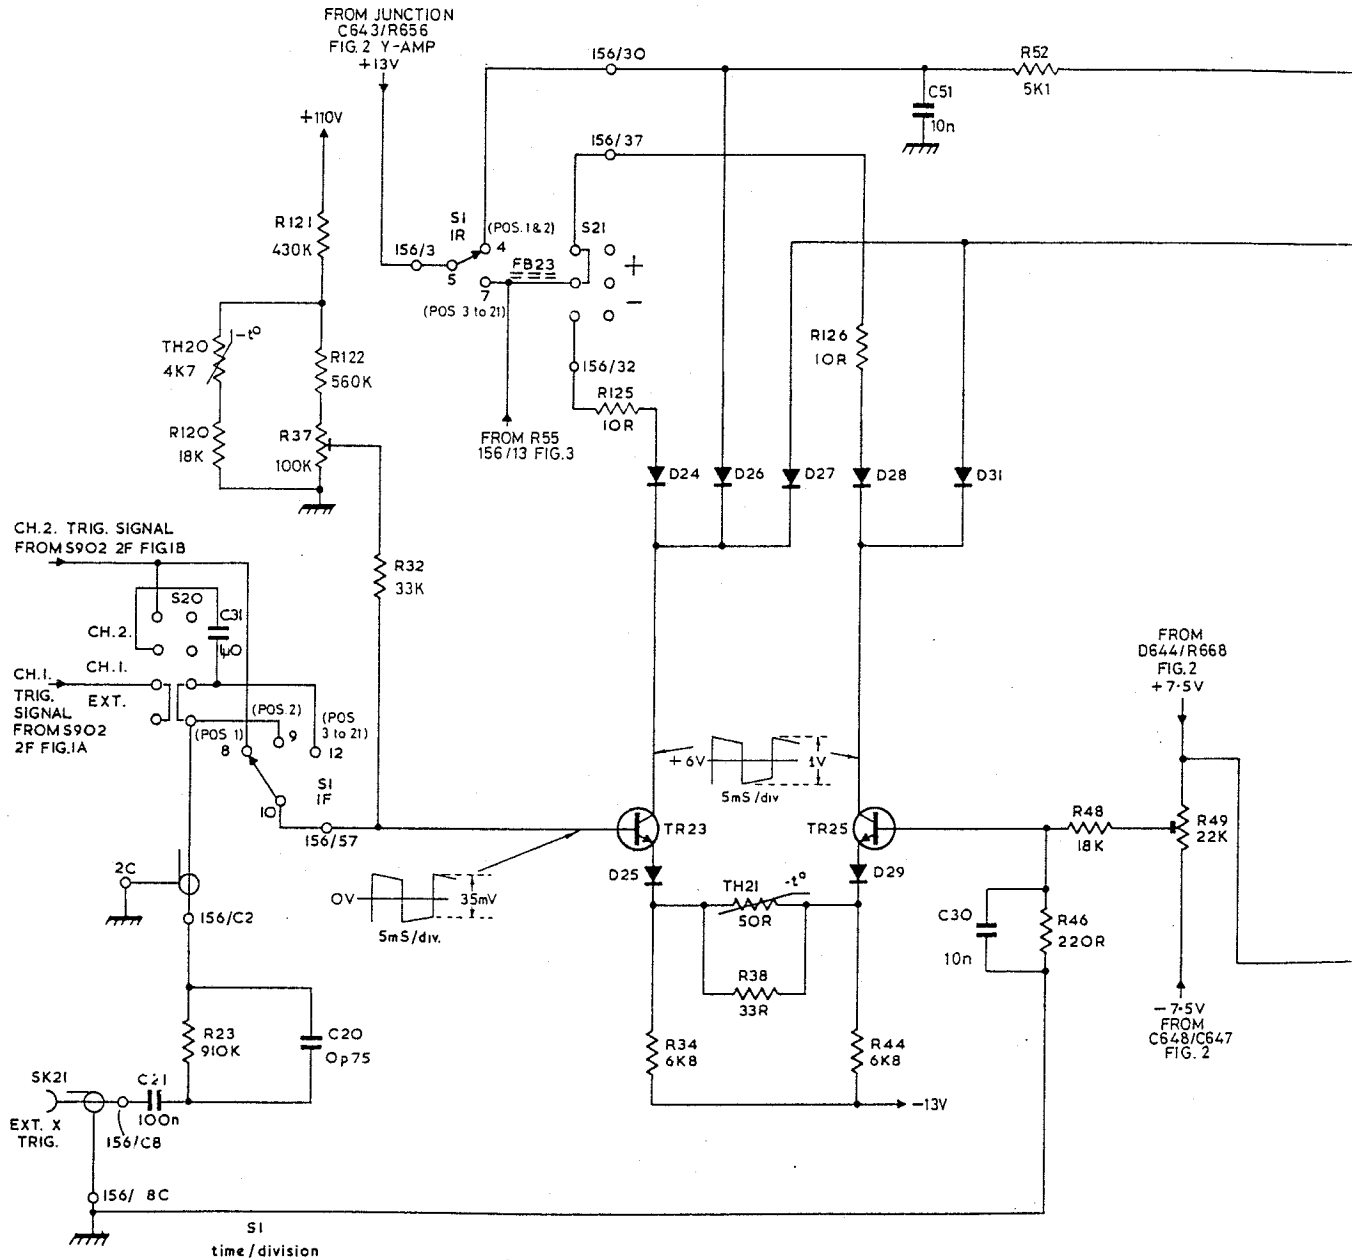 FROM JUNCTION
C643/R656
FIG.2 Y-AMP
+13V
156/30
R52
5K1
C51
10n
+110V
156/37
R121
430K
S1
1R
(POS. 1&2)
4
S21
156/3
5
FB23
7
(POS 3 to 21)
+
−
TH20
4K7
-t°
R122
560K
156/32
R126
10R
R125
10R
R120
18K
R37
100K
FROM R55
156/13 FIG.3
D24
D26
D27
D28
D31
CH.2. TRIG. SIGNAL
FROM S902 2F FIG.1B
R32
33K
S20
C31
1µ0
CH.2.
CH.1.
CH.1.
TRIG.
SIGNAL
FROM S902
2F FIG.1A
EXT.
(POS 1)
8
(POS.2)
9
(POS
3 to 21)
12
S1
1F
10
156/57
FROM
D644/R668
FIG.2
+7·5V
+6V
1V
5mS/div
TR23
TR25
R48
18K
R49
22K
2C
156/C2
0V
35mV
5mS/div.
D25
TH21
-t°
50R
D29
C30
10n
R46
220R
R38
33R
−7·5V
FROM
C648/C647
FIG. 2
R23
910K
C20
0p75
R34
6K8
R44
6K8
−13V
SK21
C21
100n
EXT. X
TRIG.
156/C8
156/ 8C
S1
time/division